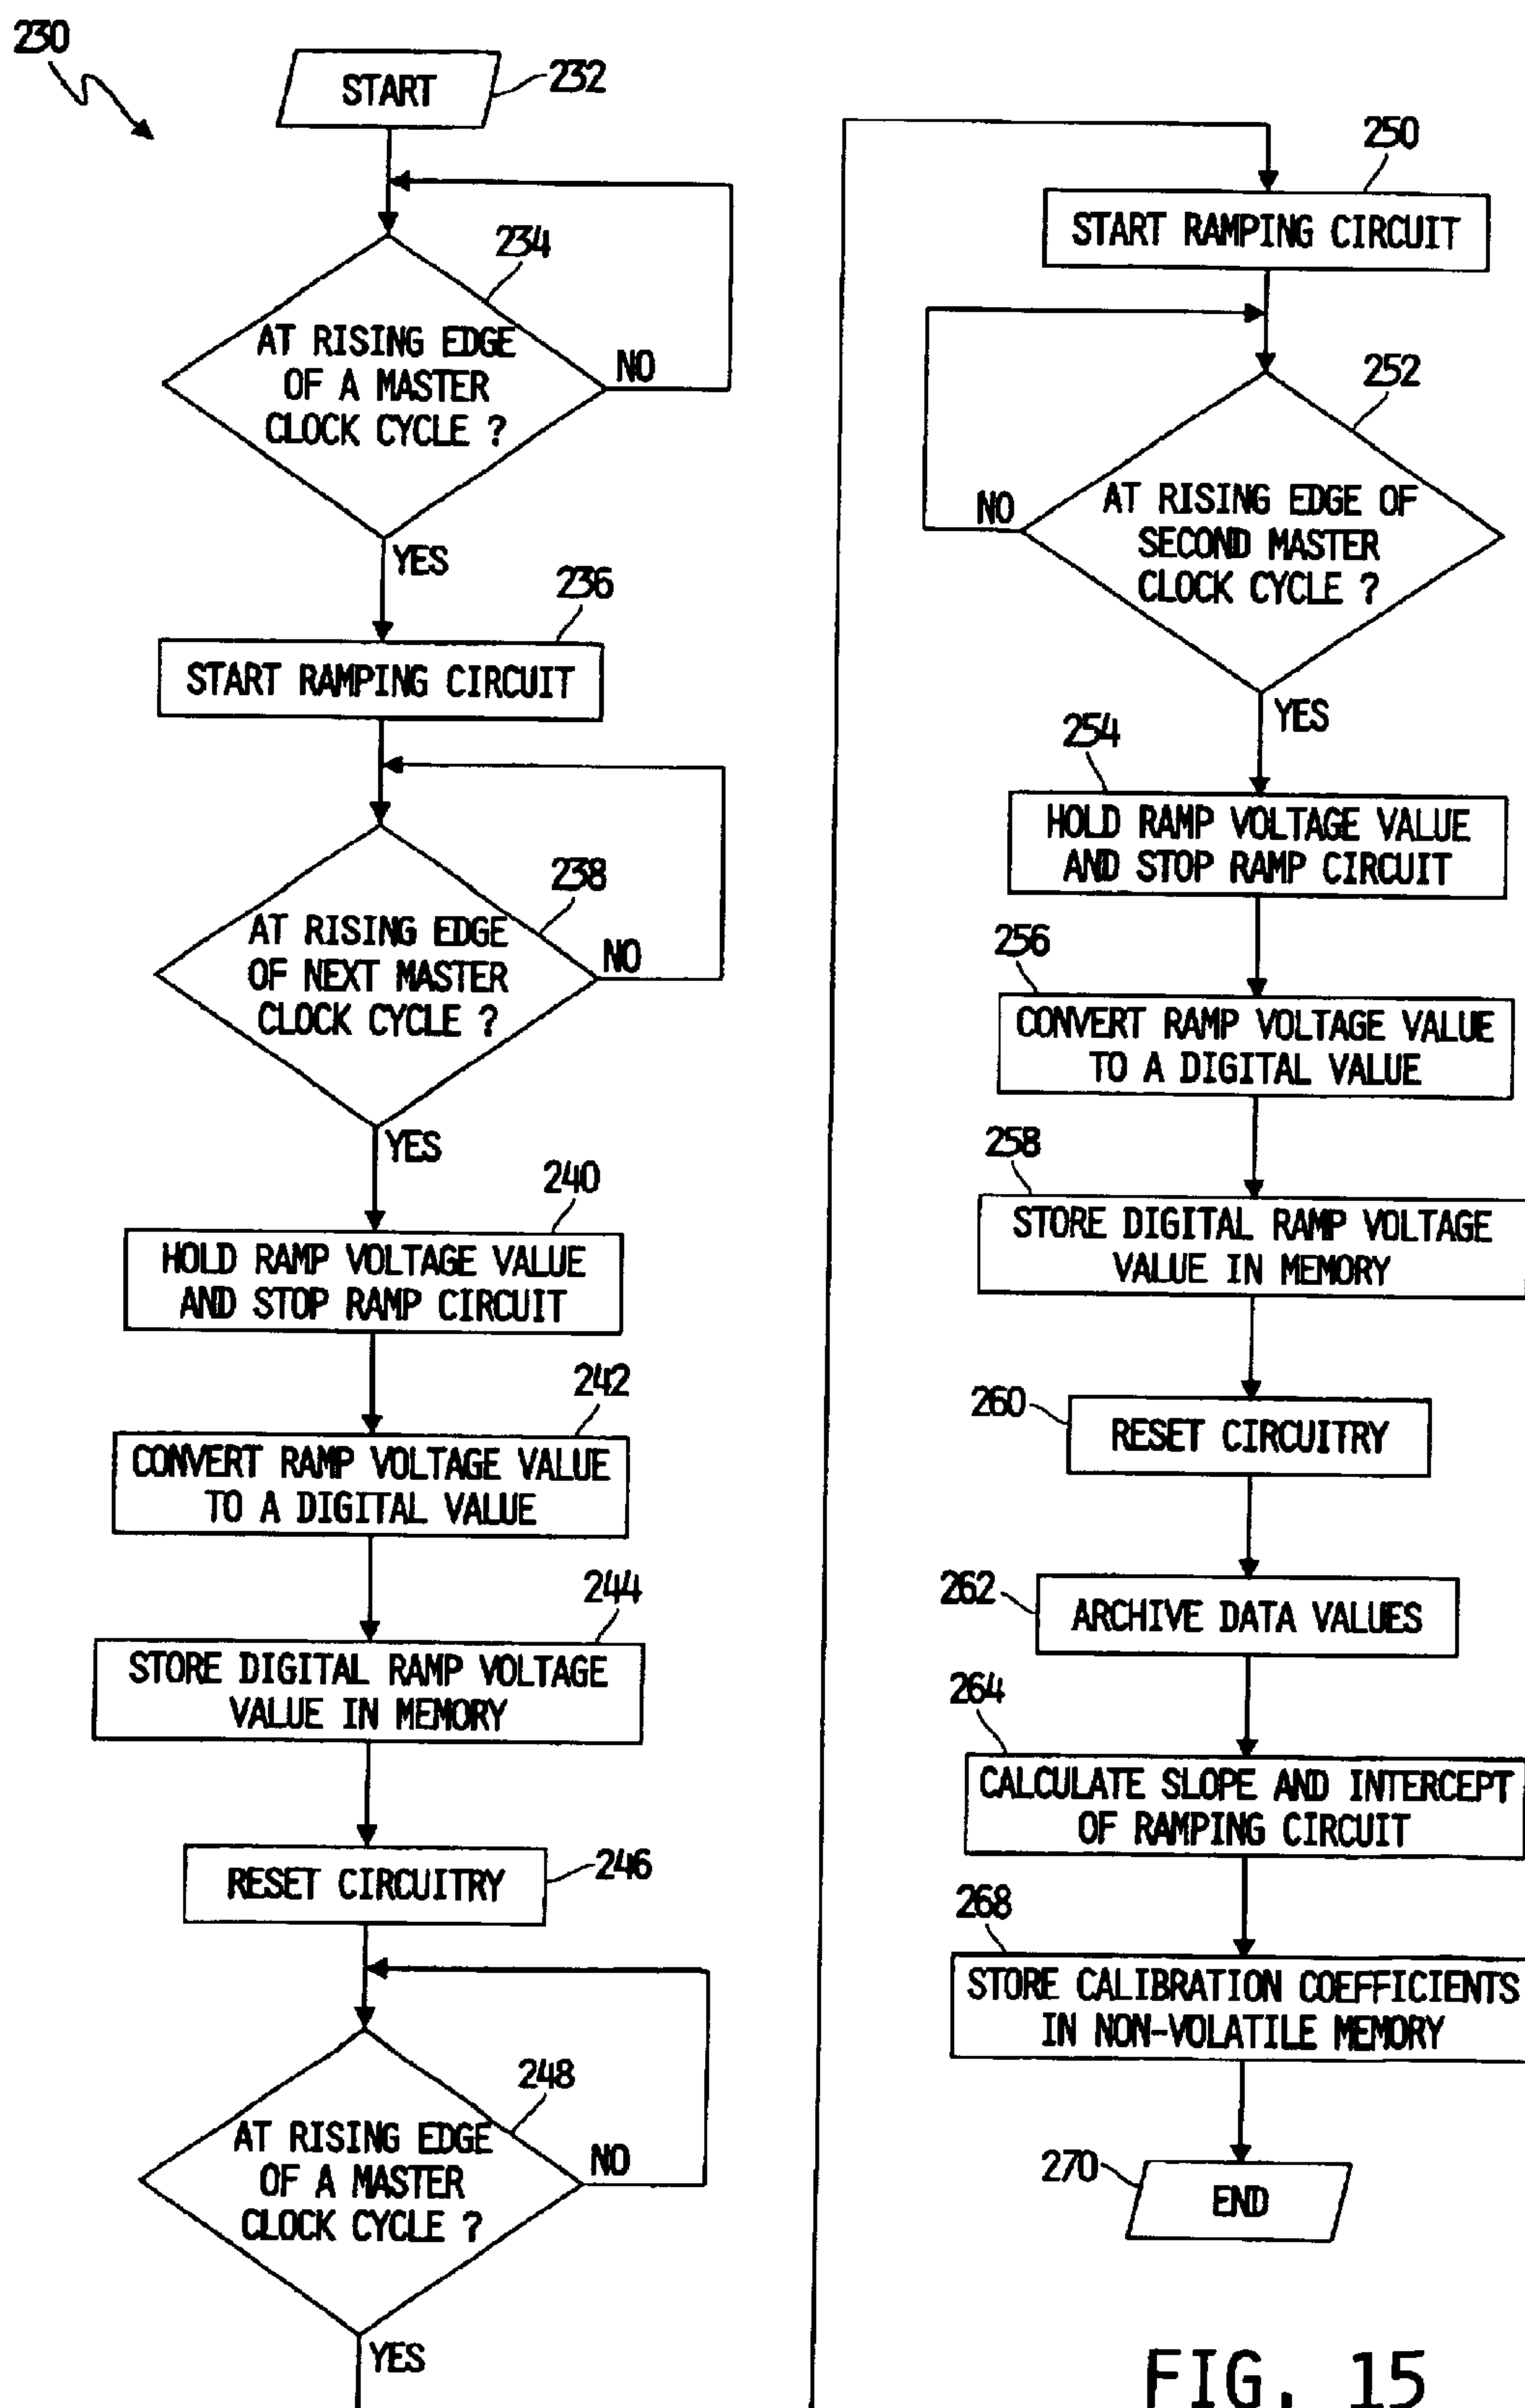 230
START
232
234
AT RISING EDGE
OF A MASTER
CLOCK CYCLE ?
NO
YES
236
START RAMPING CIRCUIT
238
AT RISING EDGE
OF NEXT MASTER
CLOCK CYCLE ?
NO
YES
240
HOLD RAMP VOLTAGE VALUE
AND STOP RAMP CIRCUIT
242
CONVERT RAMP VOLTAGE VALUE
TO A DIGITAL VALUE
244
STORE DIGITAL RAMP VOLTAGE
VALUE IN MEMORY
RESET CIRCUITRY
246
248
AT RISING EDGE
OF A MASTER
CLOCK CYCLE ?
NO
YES
250
START RAMPING CIRCUIT
252
AT RISING EDGE OF
SECOND MASTER
CLOCK CYCLE ?
NO
YES
254
HOLD RAMP VOLTAGE VALUE
AND STOP RAMP CIRCUIT
256
CONVERT RAMP VOLTAGE VALUE
TO A DIGITAL VALUE
258
STORE DIGITAL RAMP VOLTAGE
VALUE IN MEMORY
260
RESET CIRCUITRY
262
ARCHIVE DATA VALUES
264
CALCULATE SLOPE AND INTERCEPT
OF RAMPING CIRCUIT
268
STORE CALIBRATION COEFFICIENTS
IN NON-VOLATILE MEMORY
270
END
FIG. 15